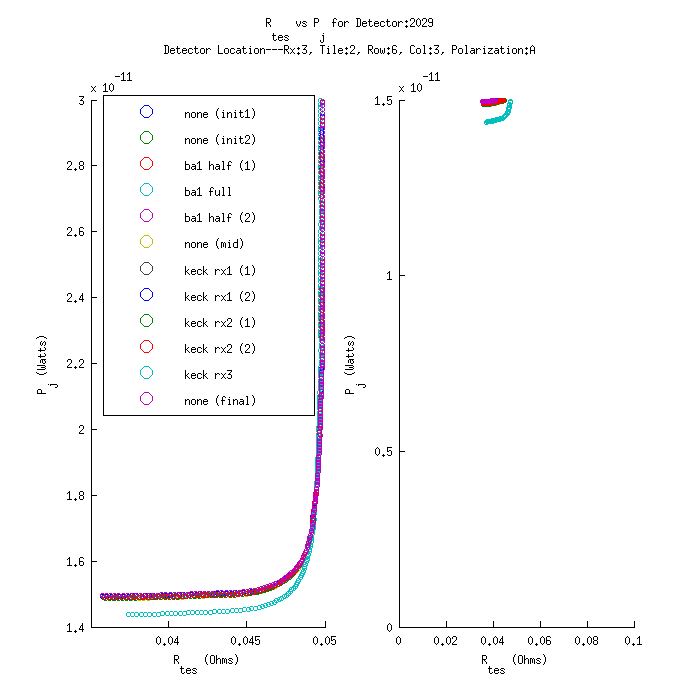 R_tes vs P_j for Detector:2029
Detector Location---Rx:3, Tile:2, Row:6, Col:3, Polarization:A
x 10^-11
3
2.8
2.6
2.4
2.2
2
1.8
1.6
1.4
P_j (Watts)
0.04 0.045 0.05
R_tes (Ohms)
none (init1)
none (init2)
ba1 half (1)
ba1 full
ba1 half (2)
none (mid)
keck rx1 (1)
keck rx1 (2)
keck rx2 (1)
keck rx2 (2)
keck rx3
none (final)
x 10^-11
1.5
1
0.5
0
P_j (Watts)
0 0.02 0.04 0.06 0.08 0.1
R_tes (Ohms)